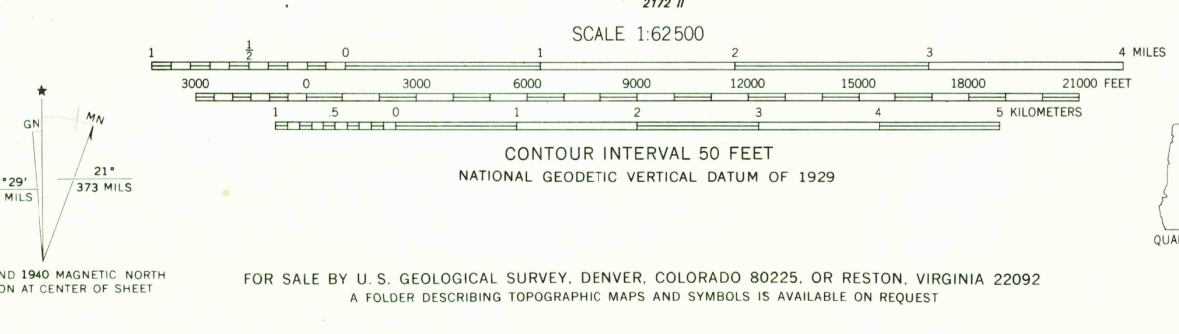 2172 II
SCALE 1:62500
1 ½ 0 1 2 3 4 MILES
3000 0 3000 6000 9000 12000 15000 18000 21000 FEET
1 .5 0 1 2 3 4 5 KILOMETERS
★
GN
MN
°29′
MILS
21°
373 MILS
CONTOUR INTERVAL 50 FEET
NATIONAL GEODETIC VERTICAL DATUM OF 1929
QUA
ND 1940 MAGNETIC NORTH
ON AT CENTER OF SHEET
FOR SALE BY U. S. GEOLOGICAL SURVEY, DENVER, COLORADO 80225, OR RESTON, VIRGINIA 22092
A FOLDER DESCRIBING TOPOGRAPHIC MAPS AND SYMBOLS IS AVAILABLE ON REQUEST